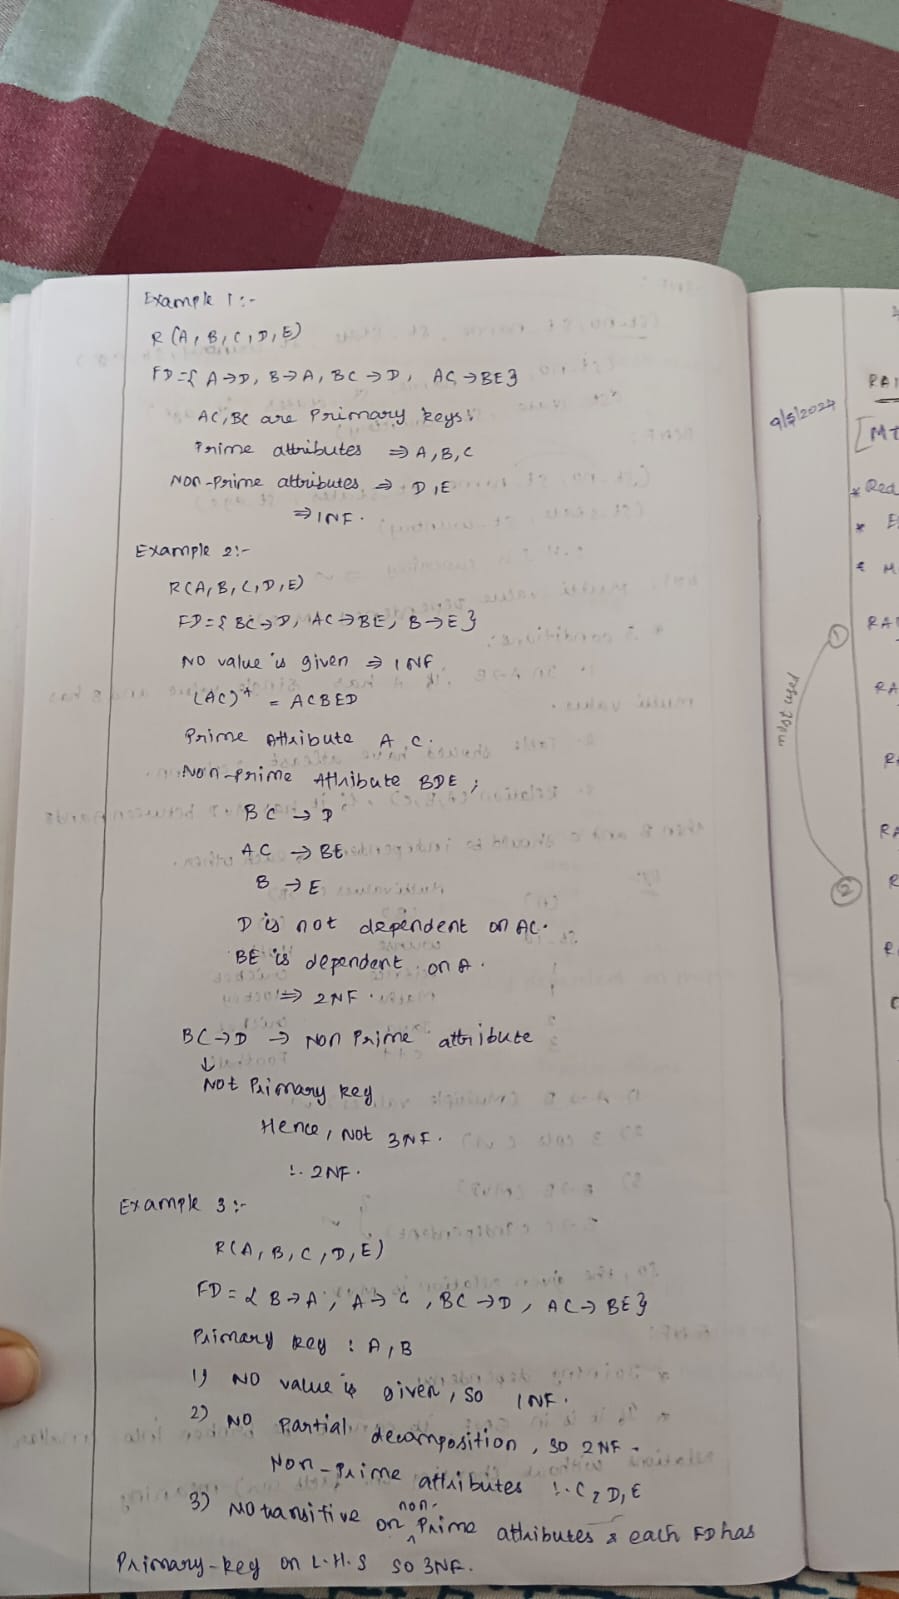 Example 1:-
R(A, B, C, D, E)
FD={ A→D, B→A, BC→D, AC→BE}
AC, BC are Primary keys:
Prime attributes ⇒ A, B, C
Non-Prime attributes ⇒ D, E
⇒ 1NF.
Example 2:-
R(A, B, C, D, E)
FD={ BC→D, AC→BE, B→E}
No value is given ⇒ 1NF
(AC)+ = ACBED
Prime Attribute A C.
Non-Prime Attribute BDE;
BC → D
AC → BE
B → E
D is not dependent on AC.
BE is dependent on A.
⇒ 2NF.
BC→D → Non Prime attribute
↓
Not Primary key
Hence, Not 3NF.
∴ 2NF.
Example 3:-
R(A, B, C, D, E)
FD = { B→A, A→C, BC→D, AC→BE}
Primary key : A, B
1) No value is given, so 1NF.
2) No Partial decomposition, so 2NF.
Non-Prime attributes ∴ C, D, E
3) No transitive on non-Prime attributes & each FD has
Primary-key on L.H.S so 3NF.
9/5/2024
RAI
[MT
* Red
*
* M
RA
①
RA
R
RA
②
R
R